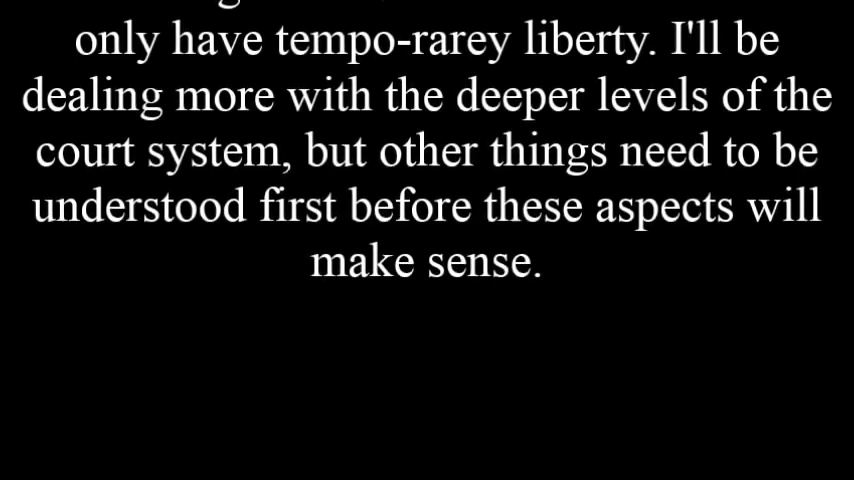 only have tempo-rarey liberty. I'll be
dealing more with the deeper levels of the
court system, but other things need to be
understood first before these aspects will
make sense.